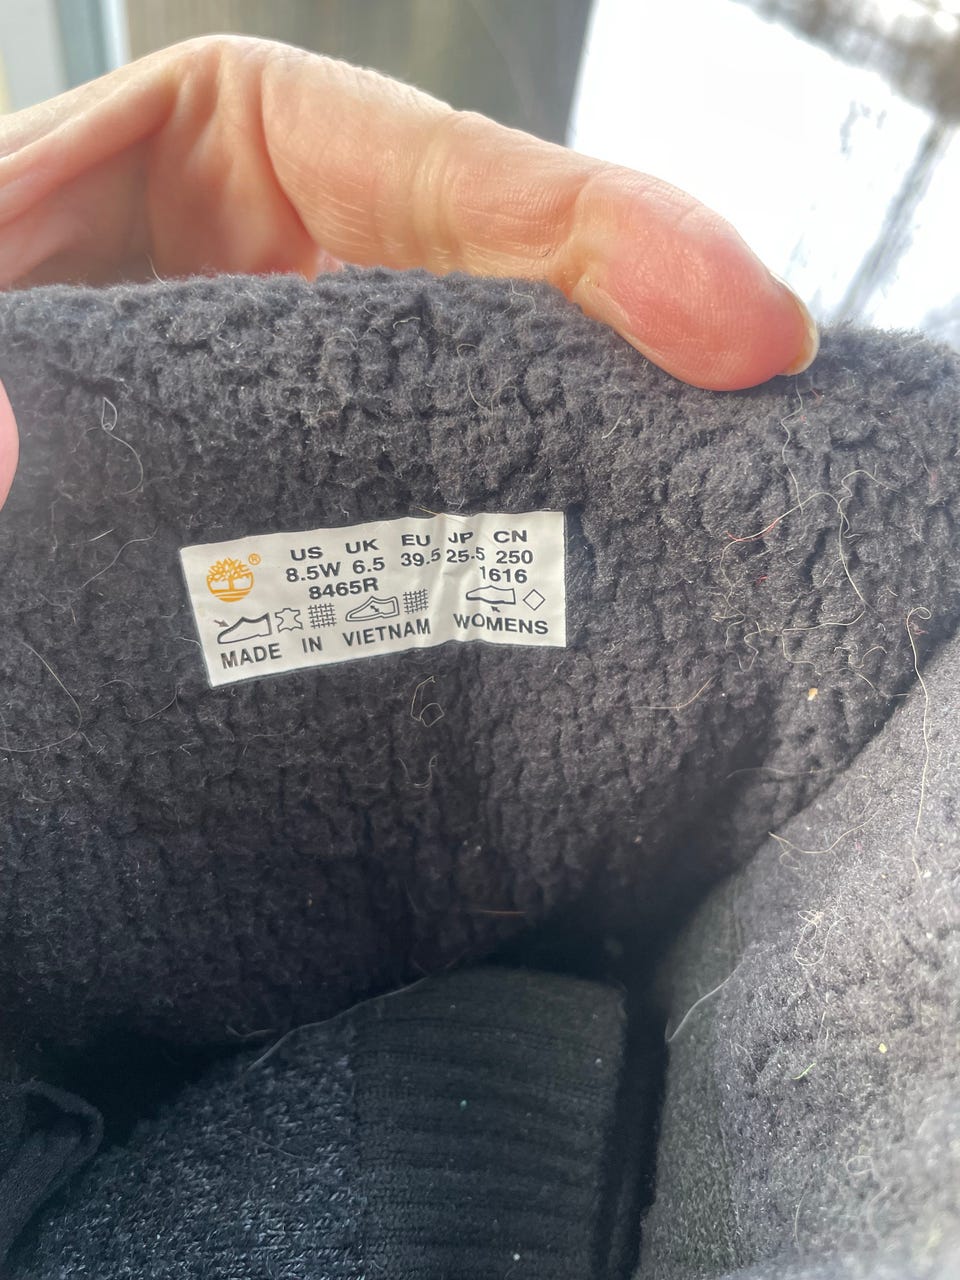 ®
US UK EU JP CN
8.5W 6.5 39.5 25.5 250
8465R 1616
MADE IN VIETNAM WOMENS